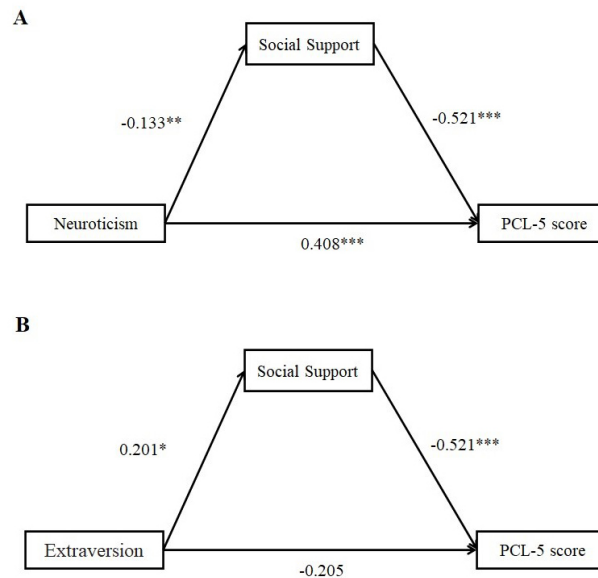 A
Social Support
-0.133**
-0.521***
Neuroticism
PCL-5 score
0.408***
B
Social Support
0.201*
-0.521***
Extraversion
PCL-5 score
-0.205